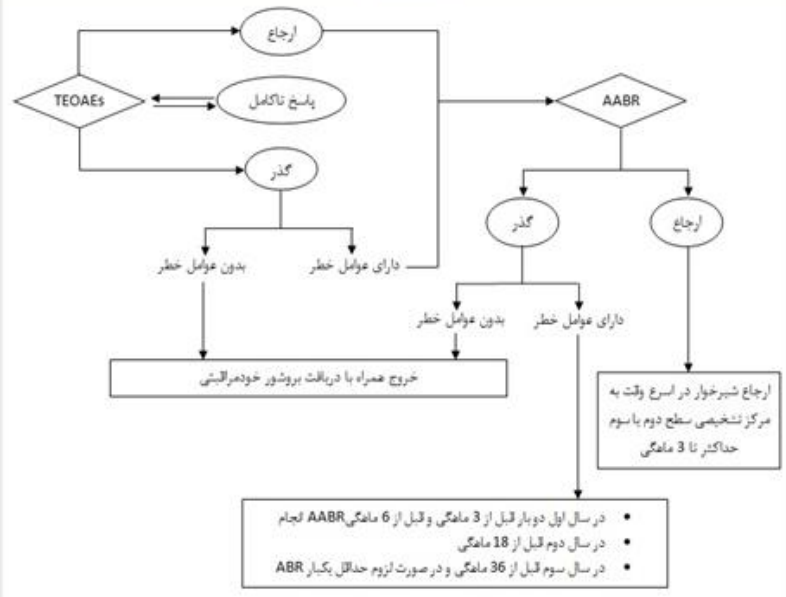 ارجاع
TEOAEs
پاسخ ناکامل
AABR
گذر
گذر
ارجاع
بدون عوامل خطر
دارای عوامل خطر
بدون عوامل خطر
دارای عوامل خطر
خروج همراه با دریافت بروشور خودمراقبتی
ارجاع شیرخوار در اسرع وقت به
مرکز تشخیصی سطح دوم یا سوم
حداکثر تا 3 ماهگی
• در سال اول دوبار قبل از 3 ماهگی و قبل از 6 ماهگی AABR انجام
• در سال دوم قبل از 18 ماهگی
• در سال سوم قبل از 36 ماهگی و در صورت لزوم حداقل یکبار ABR